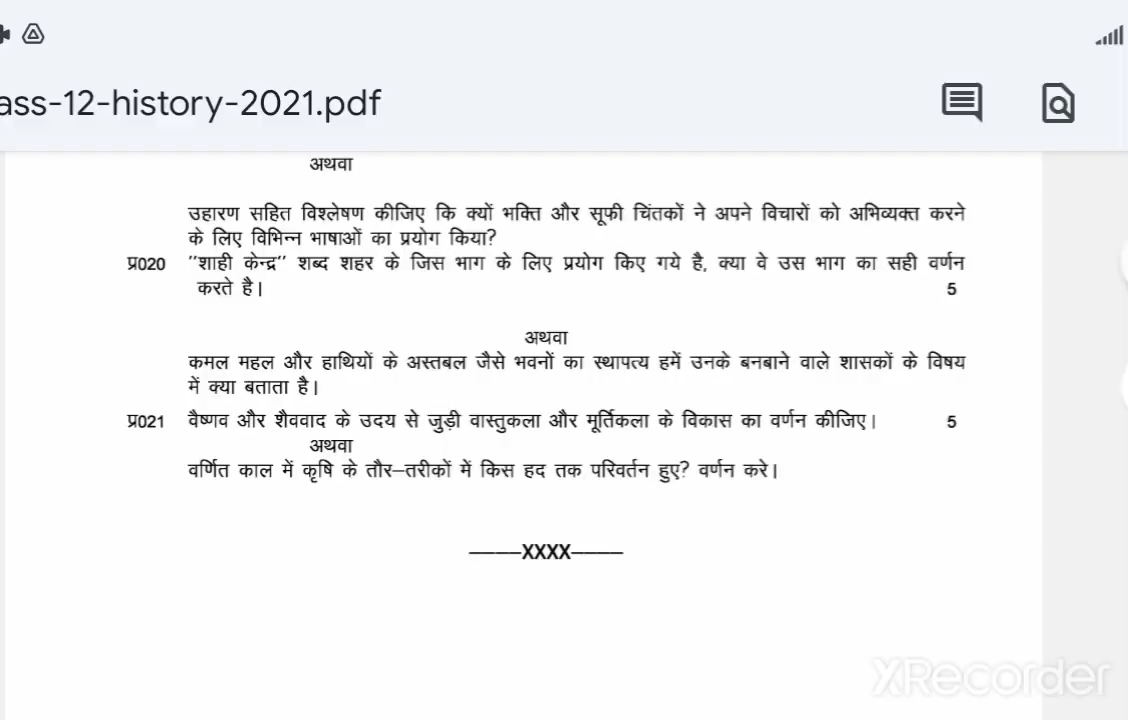 ass-12-history-2021.pdf
अथवा
उहारण सहित विश्लेषण कीजिए कि क्यों भक्ति और सूफी चिंतकों ने अपने विचारों को अभिव्यक्त करने
के लिए विभिन्न भाषाओं का प्रयोग किया?
प्र020 "शाही केन्द्र" शब्द शहर के जिस भाग के लिए प्रयोग किए गये है, क्या वे उस भाग का सही वर्णन
करते है। 5
अथवा
कमल महल और हाथियों के अस्तबल जैसे भवनों का स्थापत्य हमें उनके बनबाने वाले शासकों के विषय
में क्या बताता है।
प्र021 वैष्णव और शैववाद के उदय से जुड़ी वास्तुकला और मूर्तिकला के विकास का वर्णन कीजिए। 5
अथवा
वर्णित काल में कृषि के तौर–तरीकों में किस हद तक परिवर्तन हुए? वर्णन करे।
––––XXXX––––
XRecorder